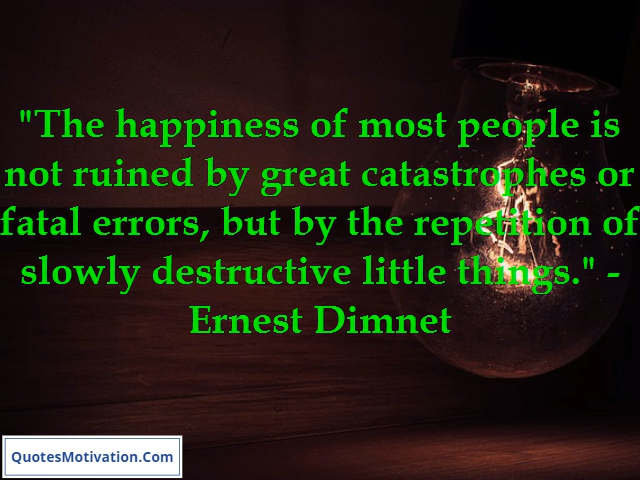 "The happiness of most people is
not ruined by great catastrophes or
fatal errors, but by the repetition of
slowly destructive little things." -
Ernest Dimnet
QuotesMotivation.Com